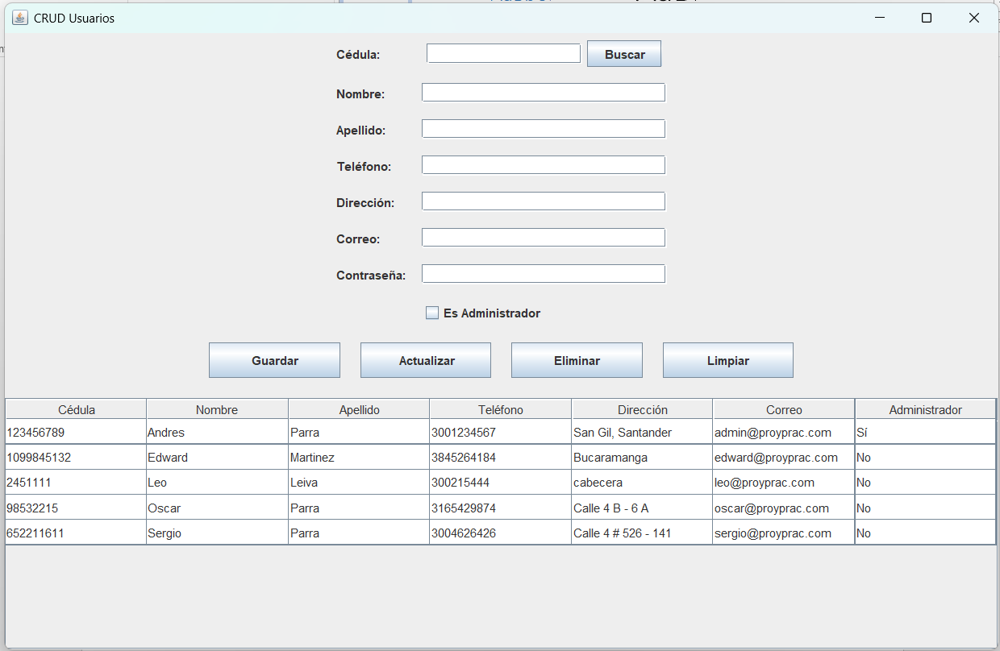 CRUD Usuarios
Cédula:
Buscar
Nombre:
Apellido:
Teléfono:
Dirección:
Correo:
Contraseña:
Es Administrador
Guardar Actualizar Eliminar Limpiar
Cédula Nombre Apellido Teléfono Dirección Correo Administrador
123456789 Andres Parra 3001234567 San Gil, Santander admin@proyprac.com Sí
1099845132 Edward Martinez 3845264184 Bucaramanga edward@proyprac.com No
2451111 Leo Leiva 300215444 cabecera leo@proyprac.com No
98532215 Oscar Parra 3165429874 Calle 4 B - 6 A oscar@proyprac.com No
652211611 Sergio Parra 3004626426 Calle 4 # 526 - 141 sergio@proyprac.com No